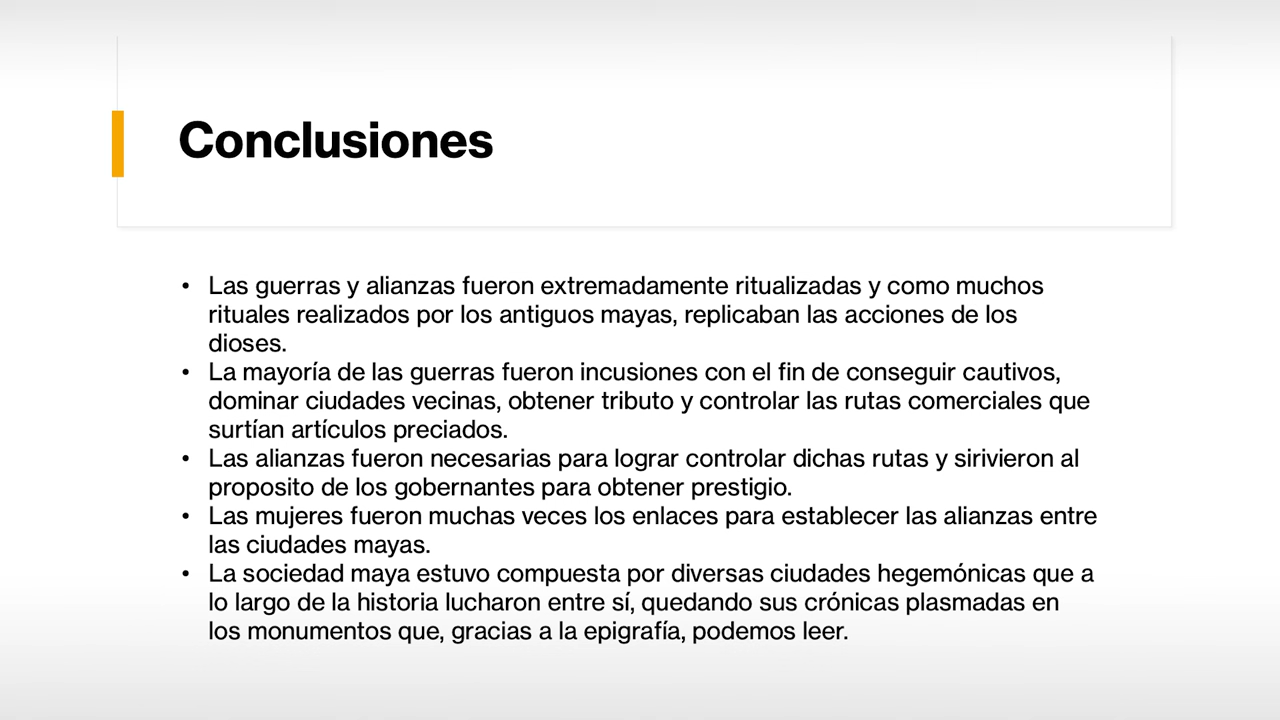 Conclusiones
• Las guerras y alianzas fueron extremadamente ritualizadas y como muchos
rituales realizados por los antiguos mayas, replicaban las acciones de los
dioses.
• La mayoría de las guerras fueron incusiones con el fin de conseguir cautivos,
dominar ciudades vecinas, obtener tributo y controlar las rutas comerciales que
surtían artículos preciados.
• Las alianzas fueron necesarias para lograr controlar dichas rutas y sirivieron al
proposito de los gobernantes para obtener prestigio.
• Las mujeres fueron muchas veces los enlaces para establecer las alianzas entre
las ciudades mayas.
• La sociedad maya estuvo compuesta por diversas ciudades hegemónicas que a
lo largo de la historia lucharon entre sí, quedando sus crónicas plasmadas en
los monumentos que, gracias a la epigrafía, podemos leer.